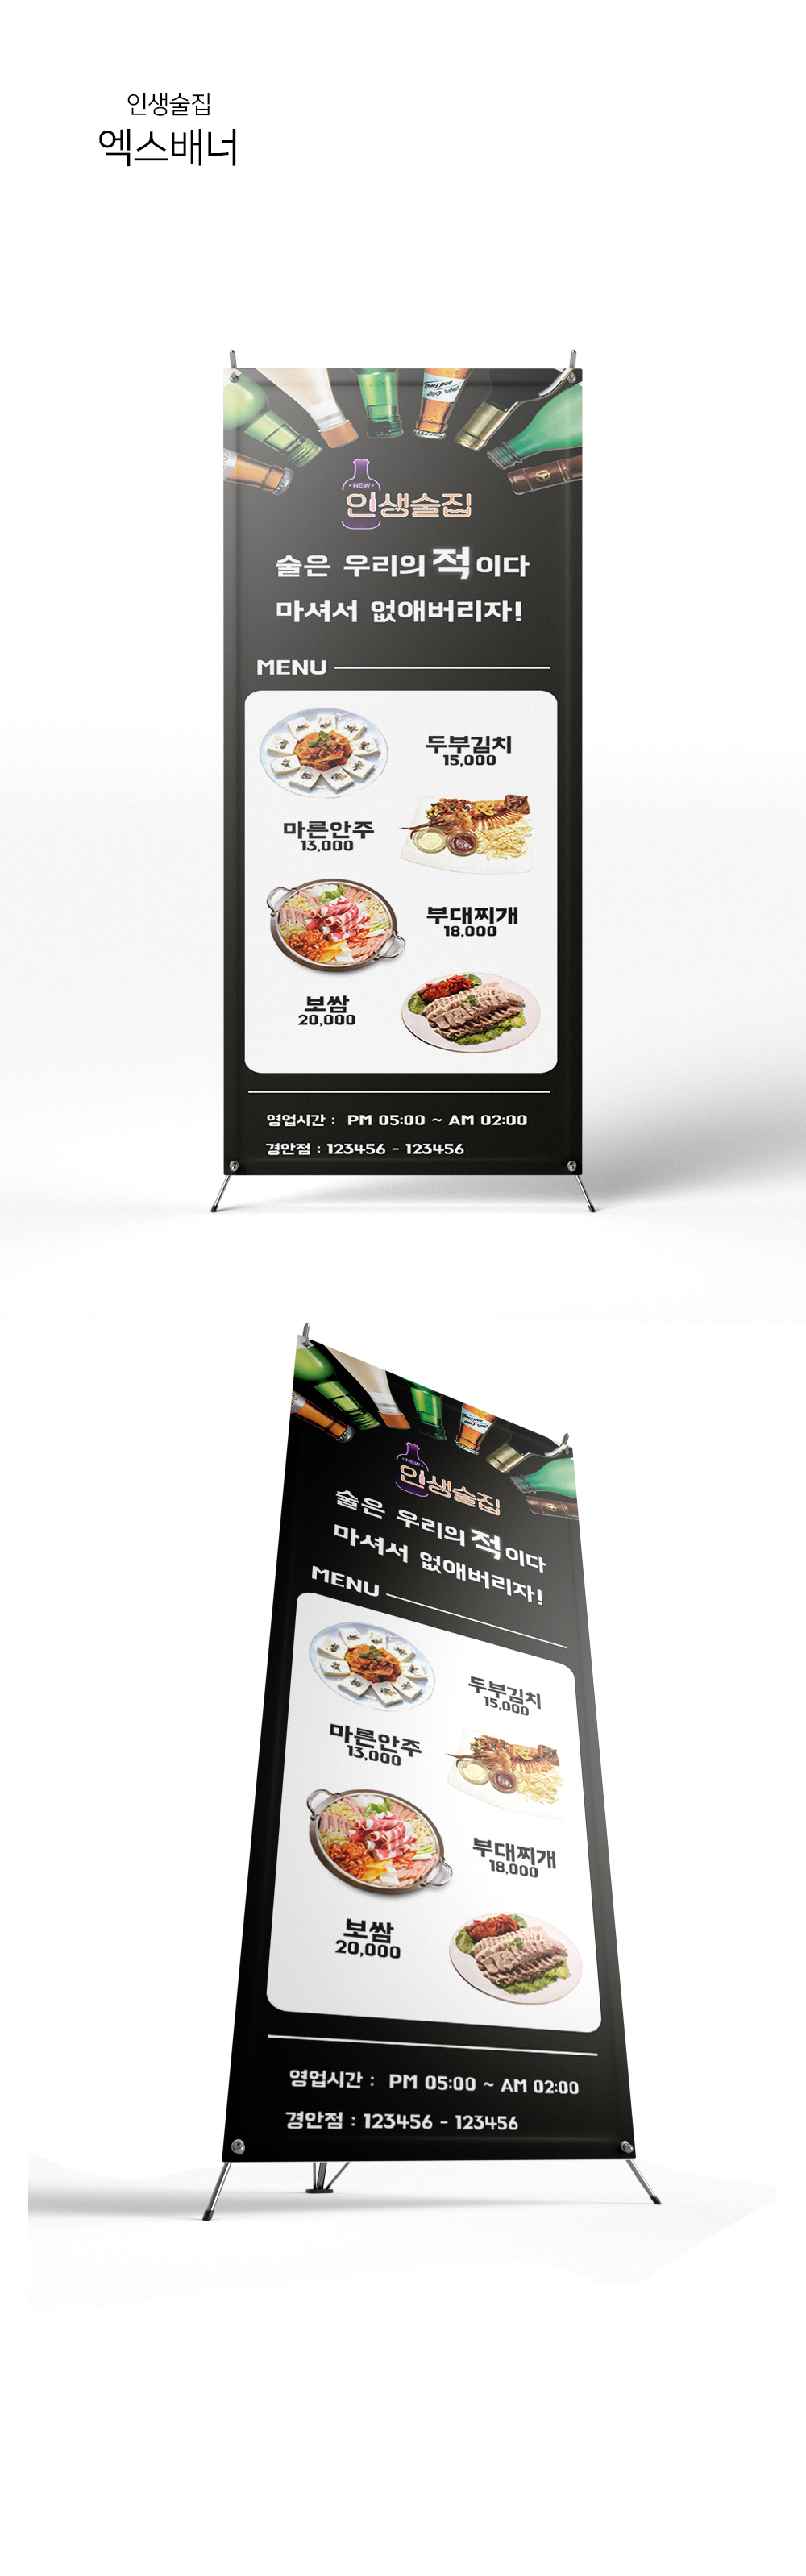 인생술집
엑스배너
NEW
인생술집
술은 우리의 적이다
마셔서 없애버리자!
MENU
두부김치
15,000
마른안주
13,000
부대찌개
18,000
보쌈
20,000
영업시간 : PM 05:00 ~ AM 02:00
경안점 : 123456 - 123456
NEW
인생술집
술은 우리의 적이다
마셔서 없애버리자!
MENU
두부김치
15,000
마른안주
13,000
부대찌개
18,000
보쌈
20,000
영업시간 : PM 05:00 ~ AM 02:00
경안점 : 123456 - 123456